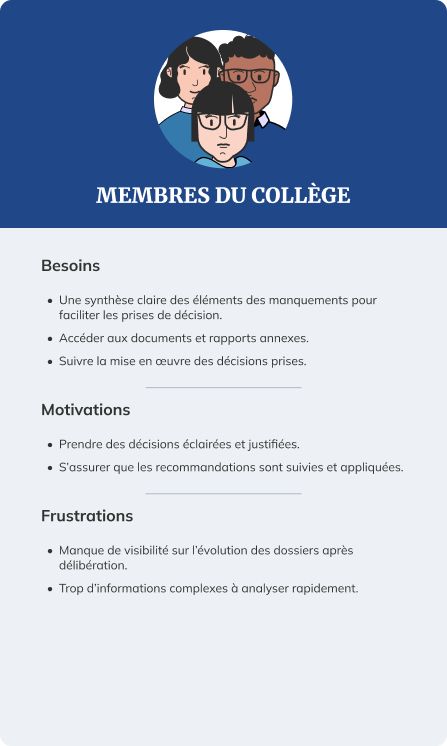 MEMBRES DU COLLÈGE
Besoins
• Une synthèse claire des éléments des manquements pour
faciliter les prises de décision.
• Accéder aux documents et rapports annexes.
• Suivre la mise en œuvre des décisions prises.
Motivations
• Prendre des décisions éclairées et justifiées.
• S’assurer que les recommandations sont suivies et appliquées.
Frustrations
• Manque de visibilité sur l’évolution des dossiers après
délibération.
• Trop d’informations complexes à analyser rapidement.